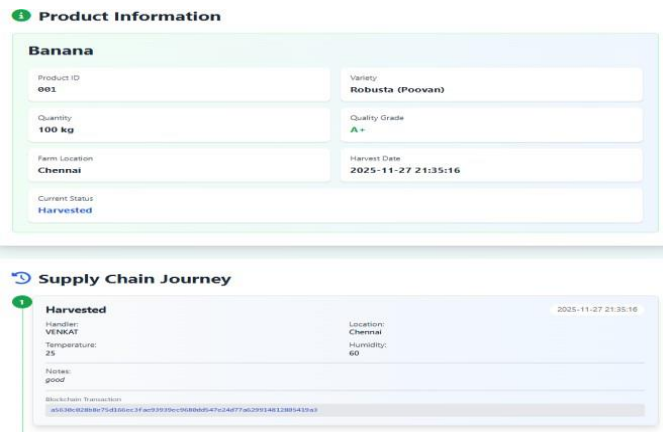 Product Information
Banana
Product ID
001
Variety
Robusta (Poovan)
Quantity
100 kg
Quality Grade
A+
Farm Location
Chennai
Harvest Date
2025-11-27 21:35:16
Current Status
Harvested
Supply Chain Journey
1
Harvested
2025-11-27 21:35:16
Handler:
VENKAT
Location:
Chennai
Temperature:
25
Humidity:
60
Notes:
good
Blockchain Transaction